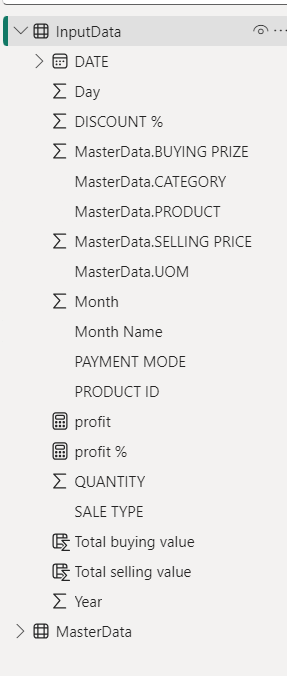 InputData
DATE
Day
DISCOUNT %
MasterData.BUYING PRIZE
MasterData.CATEGORY
MasterData.PRODUCT
MasterData.SELLING PRICE
MasterData.UOM
Month
Month Name
PAYMENT MODE
PRODUCT ID
profit
profit %
QUANTITY
SALE TYPE
Total buying value
Total selling value
Year
MasterData